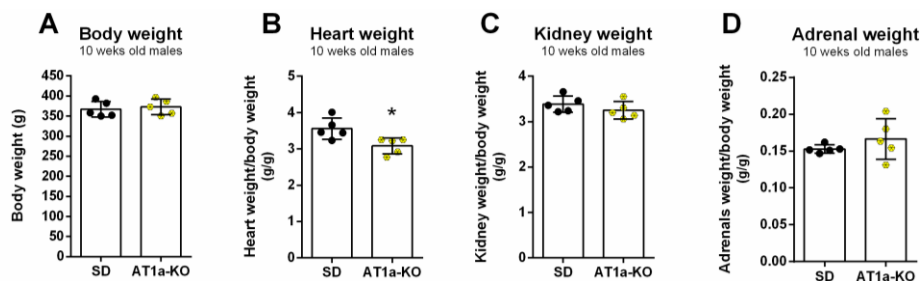 A
Body weight
10 weks old males
Body weight (g)
450
400
350
300
250
200
150
100
50
0
SD
AT1a-KO
B
Heart weight
10 weks old males
Heart weight/body weight
(g/g)
5
4
3
2
1
0
*
SD
AT1a-KO
C
Kidney weight
10 weks old males
Kidney weight/body weight
(g/g)
4
3
2
1
0
SD
AT1a-KO
D
Adrenal weight
10 weks old males
Adrenals weight/body weight
(g/g)
0.25
0.20
0.15
0.10
0.05
0.00
SD
AT1a-KO